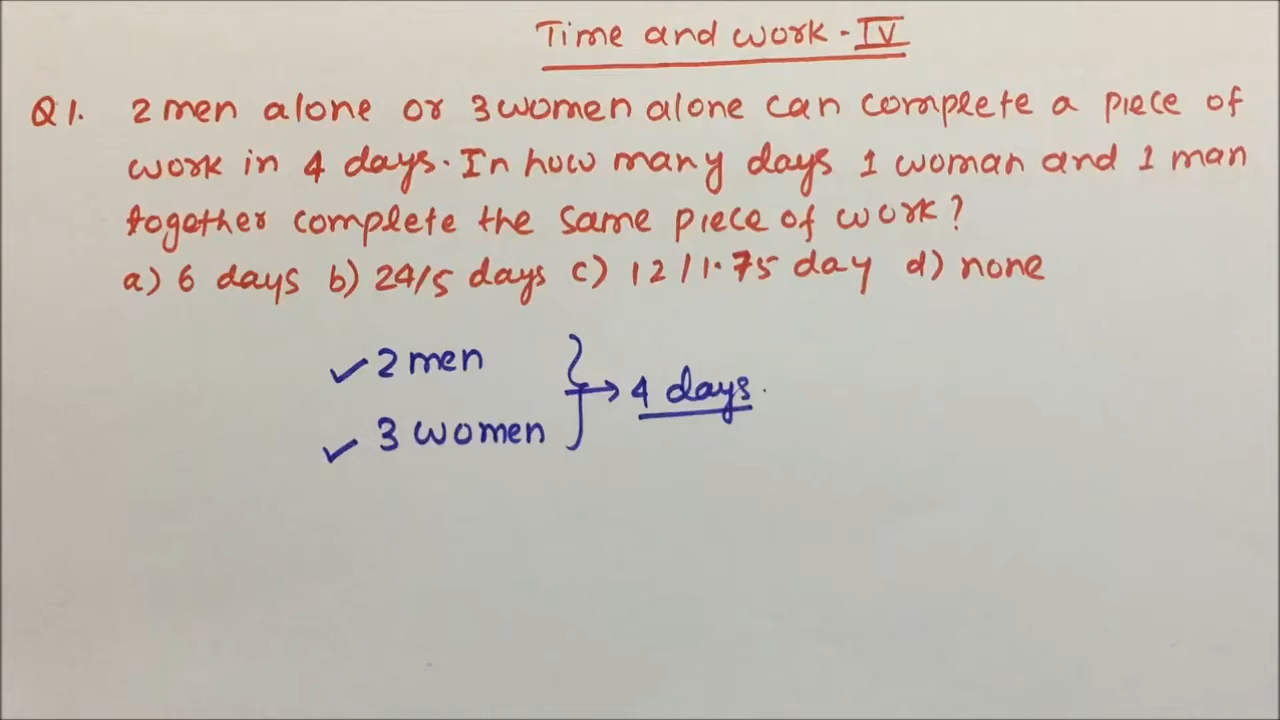 Time and work - IV
Q1. 2 men alone or 3 women alone can complete a piece of
work in 4 days. In how many days 1 woman and 1 man
together complete the same piece of work?
a) 6 days b) 24/5 days c) 12/1.75 day d) none
✓ 2 men
→ 4 days.
✓ 3 women